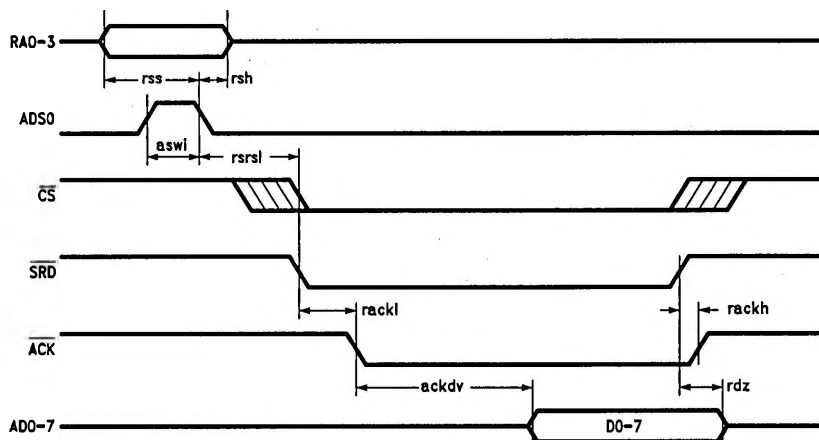 RA0-3
rss
rsh
ADS0
aswi
rsrsl
CS
SRD
rackl
rackh
ACK
ackdv
rdz
AD0-7
D0-7